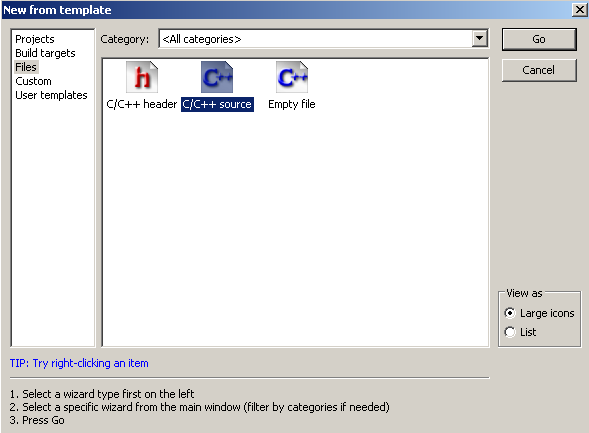 New from template
Projects
Build targets
Files
Custom
User templates
Category: <All categories>
Go
Cancel
h C++ C++
C/C++ header C/C++ source Empty file
View as
Large icons
List
TIP: Try right-clicking an item
1. Select a wizard type first on the left
2. Select a specific wizard from the main window (filter by categories if needed)
3. Press Go